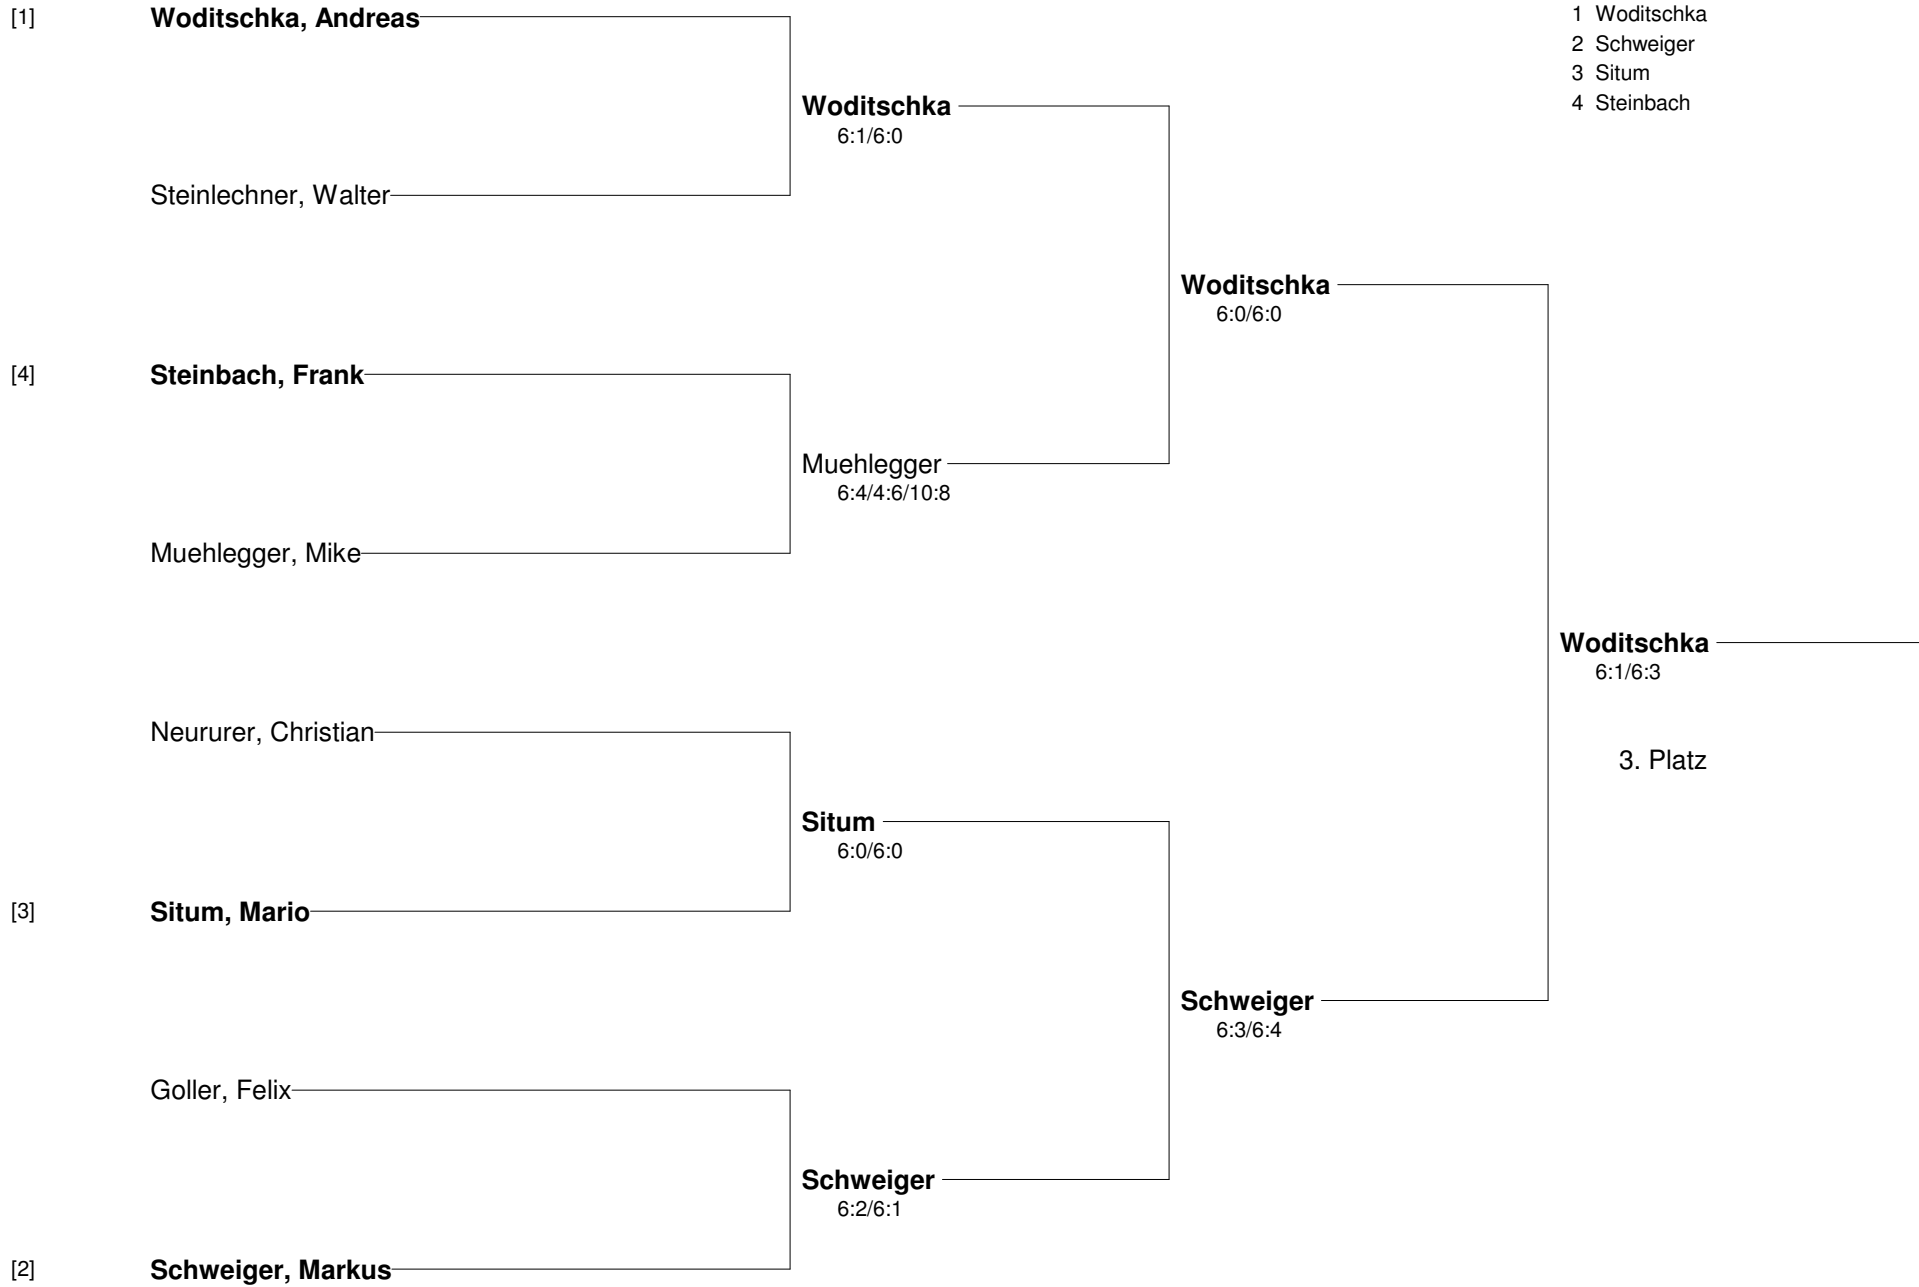 [1] Woditschka, Andreas
1 Woditschka
2 Schweiger
3 Situm
4 Steinbach
Woditschka
6:1/6:0
Steinlechner, Walter
Woditschka
6:0/6:0
[4] Steinbach, Frank
Muehlegger
6:4/4:6/10:8
Muehlegger, Mike
Woditschka
6:1/6:3
Neururer, Christian
3. Platz
Situm
6:0/6:0
[3] Situm, Mario
Schweiger
6:3/6:4
Goller, Felix
Schweiger
6:2/6:1
[2] Schweiger, Markus